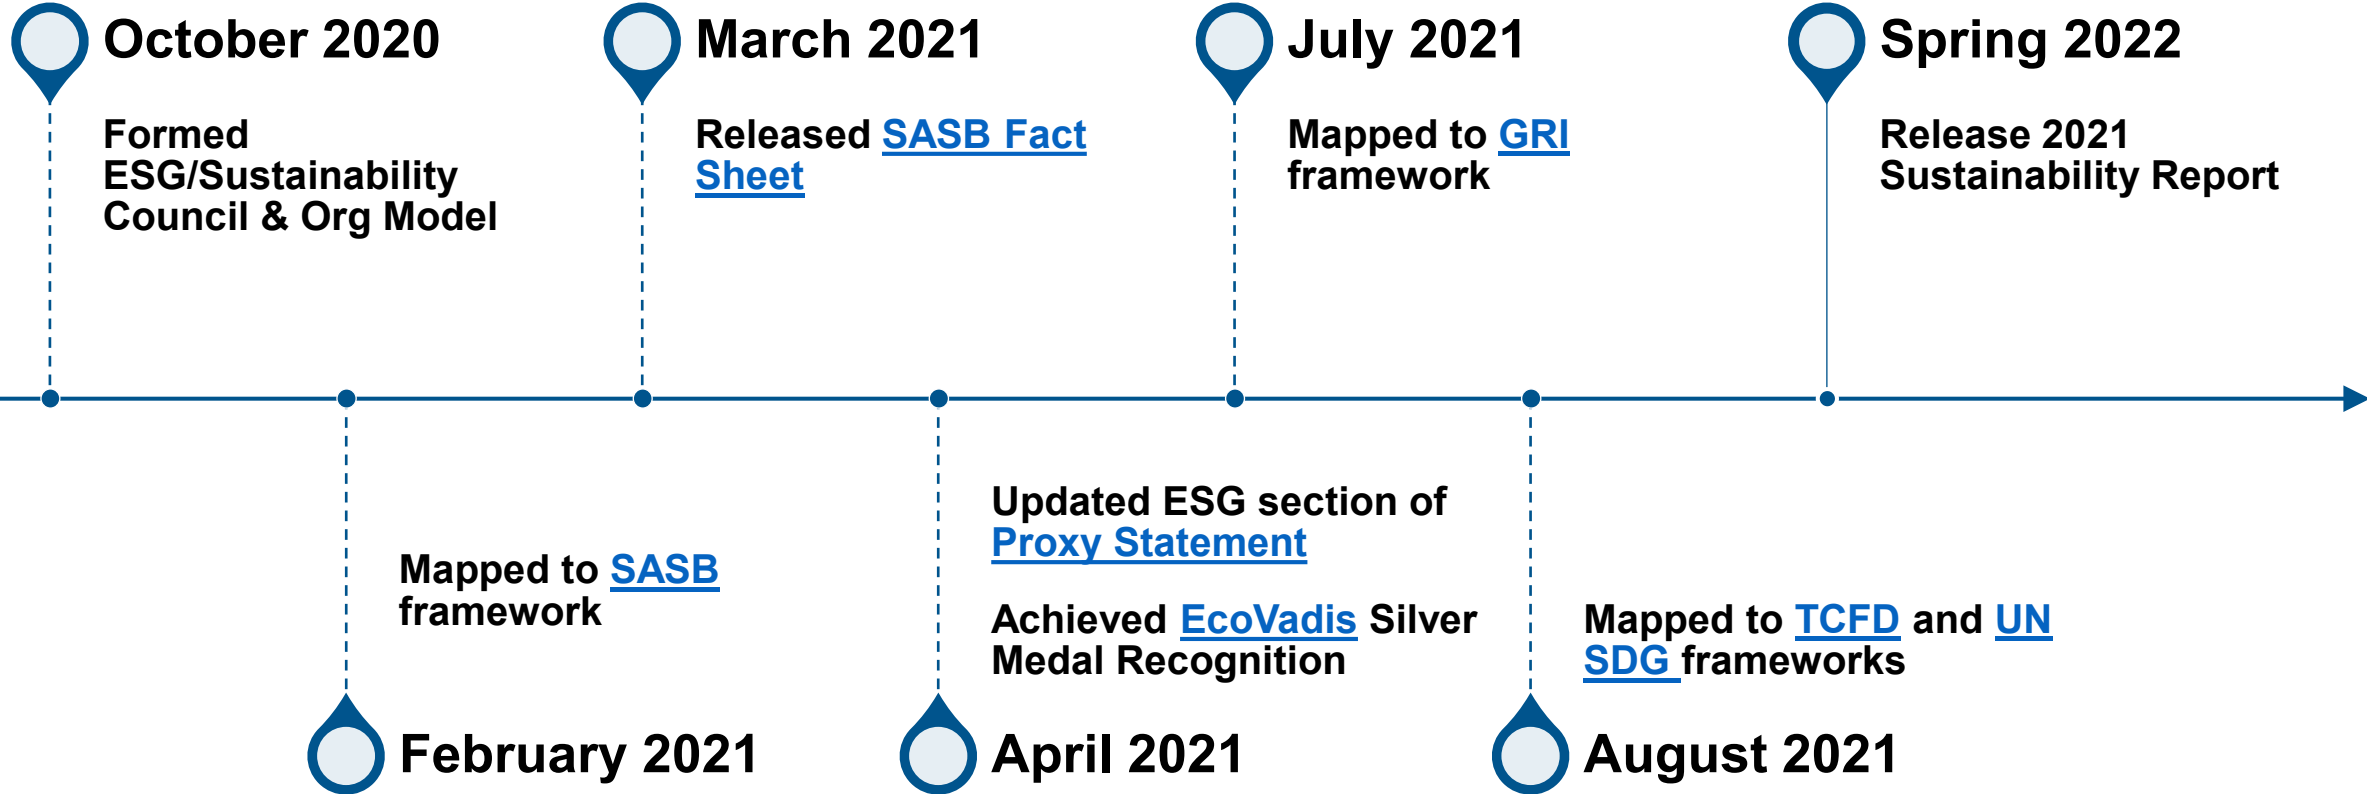 October 2020
Formed
ESG/Sustainability
Council & Org Model
March 2021
Released SASB Fact
Sheet
July 2021
Mapped to GRI
framework
Spring 2022
Release 2021
Sustainability Report
Mapped to SASB
framework
February 2021
Updated ESG section of
Proxy Statement
Achieved EcoVadis Silver
Medal Recognition
April 2021
Mapped to TCFD and UN
SDG frameworks
August 2021